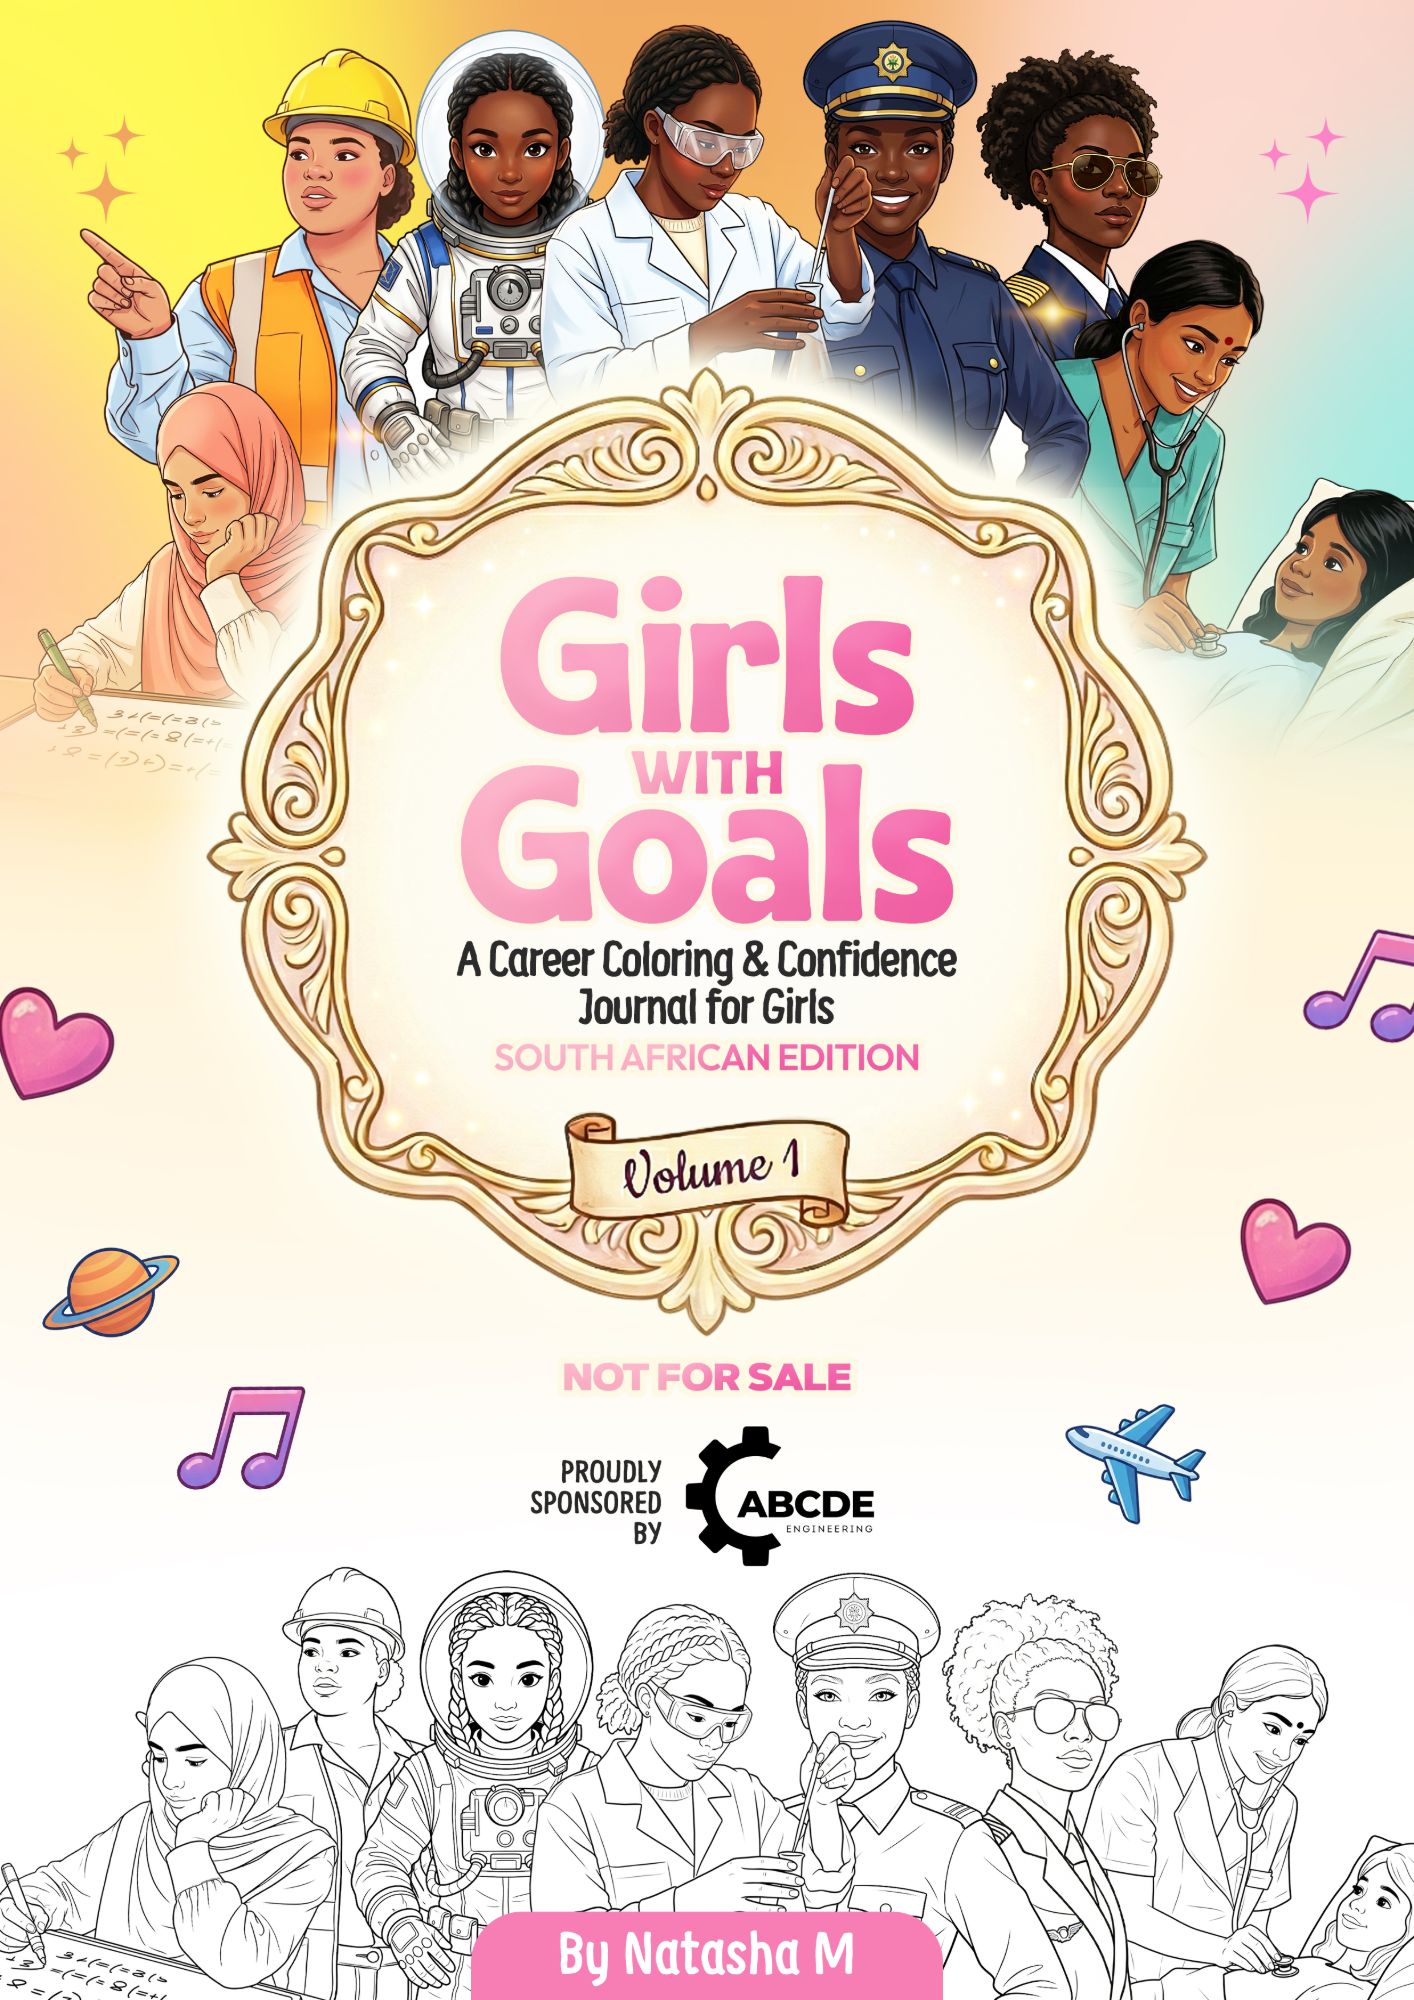 Girls
WITH
Goals
A Career Coloring & Confidence
Journal for Girls
SOUTH AFRICAN EDITION
Volume 1
NOT FOR SALE
PROUDLY
SPONSORED
BY
ABCDE
ENGINEERING
By Natasha M